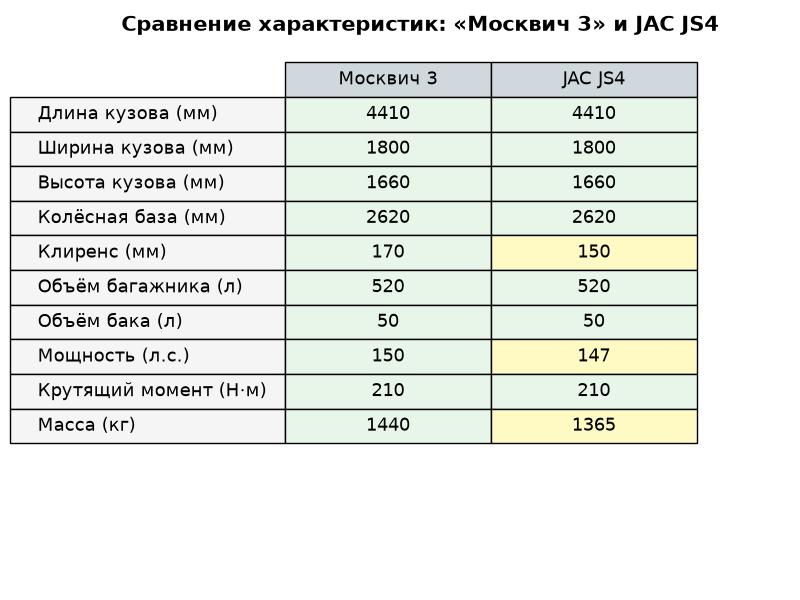 Сравнение характеристик: «Москвич 3» и JAC JS4
Москвич 3 JAC JS4
Длина кузова (мм) 4410 4410
Ширина кузова (мм) 1800 1800
Высота кузова (мм) 1660 1660
Колёсная база (мм) 2620 2620
Клиренс (мм) 170 150
Объём багажника (л) 520 520
Объём бака (л) 50 50
Мощность (л.с.) 150 147
Крутящий момент (Н·м) 210 210
Масса (кг) 1440 1365